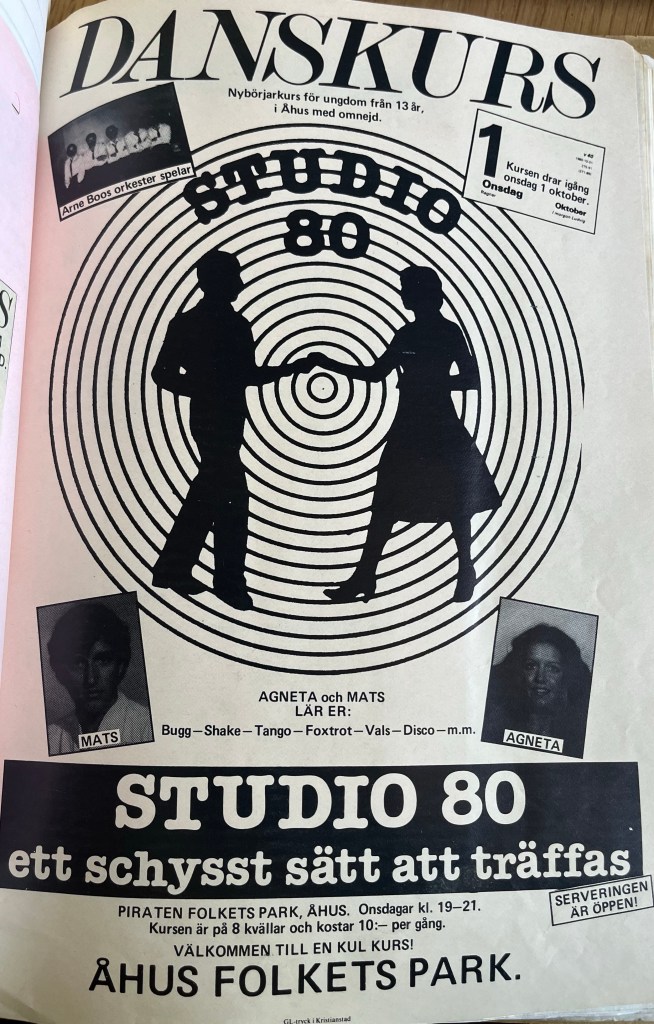 DANSKURS
Nybörjarkurs för ungdom från 13 år,
i Åhus med omnejd.
Arne Boos orkester spelar
1
Kursen drar igång
onsdag 1 oktober.
Onsdag
Ragnar
Oktober
STUDIO
80
MATS
AGNETA
AGNETA och MATS
LÄR ER:
Bugg—Shake—Tango—Foxtrot—Vals—Disco—m.m.
STUDIO 80
ett schysst sätt att träffas
SERVERINGEN
ÄR ÖPPEN!
PIRATEN FOLKETS PARK, ÅHUS. Onsdagar kl. 19—21.
Kursen är på 8 kvällar och kostar 10:— per gång.
VÄLKOMMEN TILL EN KUL KURS!
ÅHUS FOLKETS PARK.
GL-tryck i Kristianstad